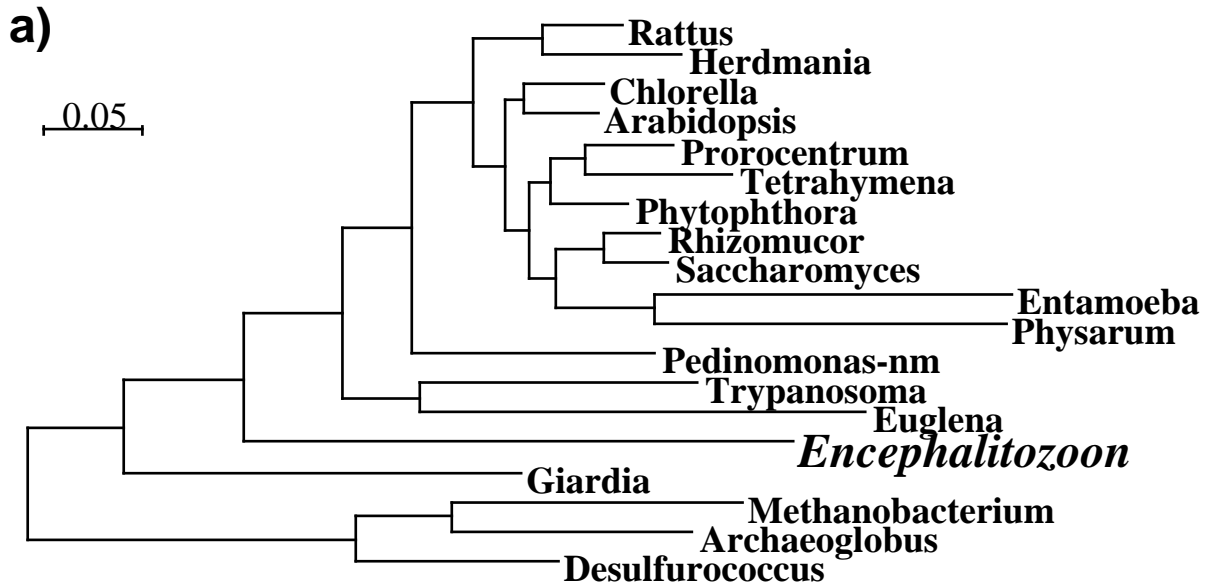 a)
0.05
Rattus
Herdmania
Chlorella
Arabidopsis
Prorocentrum
Tetrahymena
Phytophthora
Rhizomucor
Saccharomyces
Entamoeba
Physarum
Pedinomonas-nm
Trypanosoma
Euglena
Encephalitozoon
Giardia
Methanobacterium
Archaeoglobus
Desulfurococcus